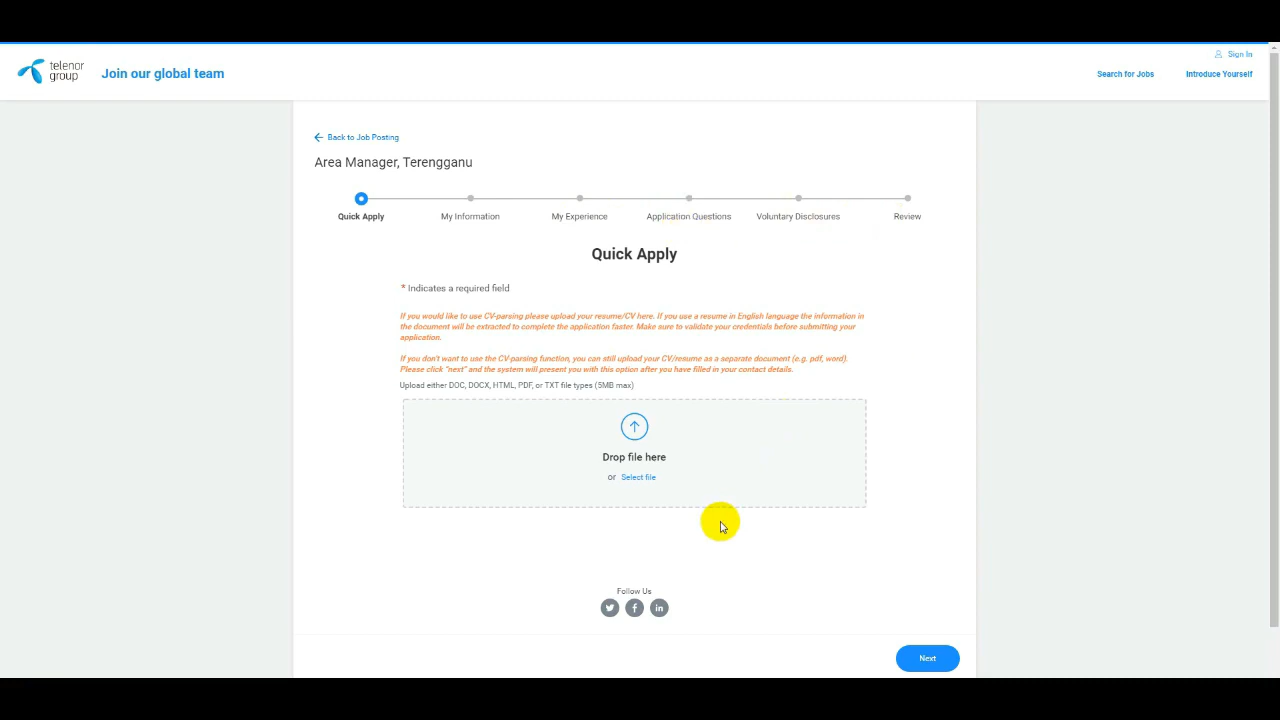 Sign In
telenor
group
Join our global team
Search for Jobs
Introduce Yourself
Back to Job Posting
Area Manager, Terengganu
Quick Apply
My Information
My Experience
Application Questions
Voluntary Disclosures
Review
Quick Apply
* Indicates a required field
If you would like to use CV-parsing please upload your resume/CV here. If you use a resume in English language the information in
the document will be extracted to complete the application faster. Make sure to validate your credentials before submitting your
application.
If you don't want to use the CV-parsing function, you can still upload your CV/resume as a separate document (e.g. pdf, word).
Please click "next" and the system will present you with this option after you have filled in your contact details.
Upload either DOC, DOCX, HTML, PDF, or TXT file types (5MB max)
Drop file here
or Select file
Follow Us
Next